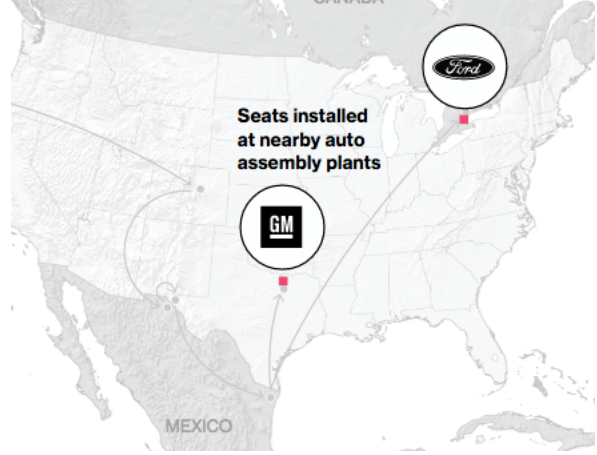 CANADA
Ford
Seats installed
at nearby auto
assembly plants
GM
MEXICO